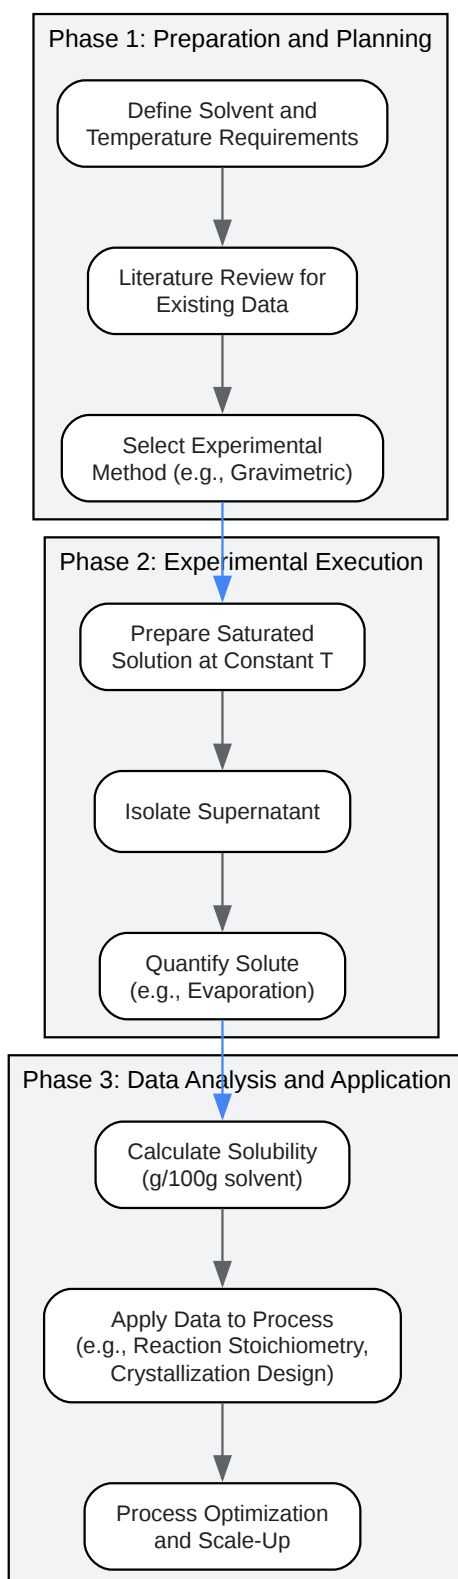 Phase 1: Preparation and Planning
Define Solvent and
Temperature Requirements
Literature Review for
Existing Data
Select Experimental
Method (e.g., Gravimetric)
Phase 2: Experimental Execution
Prepare Saturated
Solution at Constant T
Isolate Supernatant
Quantify Solute
(e.g., Evaporation)
Phase 3: Data Analysis and Application
Calculate Solubility
(g/100g solvent)
Apply Data to Process
(e.g., Reaction Stoichiometry,
Crystallization Design)
Process Optimization
and Scale-Up